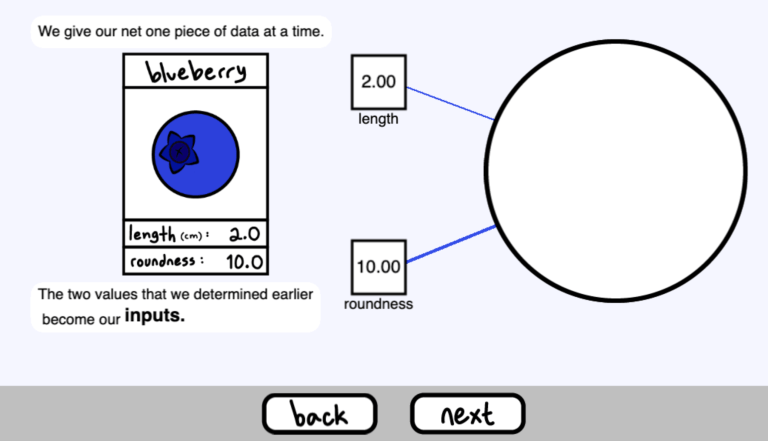 We give our net one piece of data at a time.
blueberry
length (cm): 2.0
roundness: 10.0
The two values that we determined earlier
become our inputs.
2.00
length
10.00
roundness
back
next